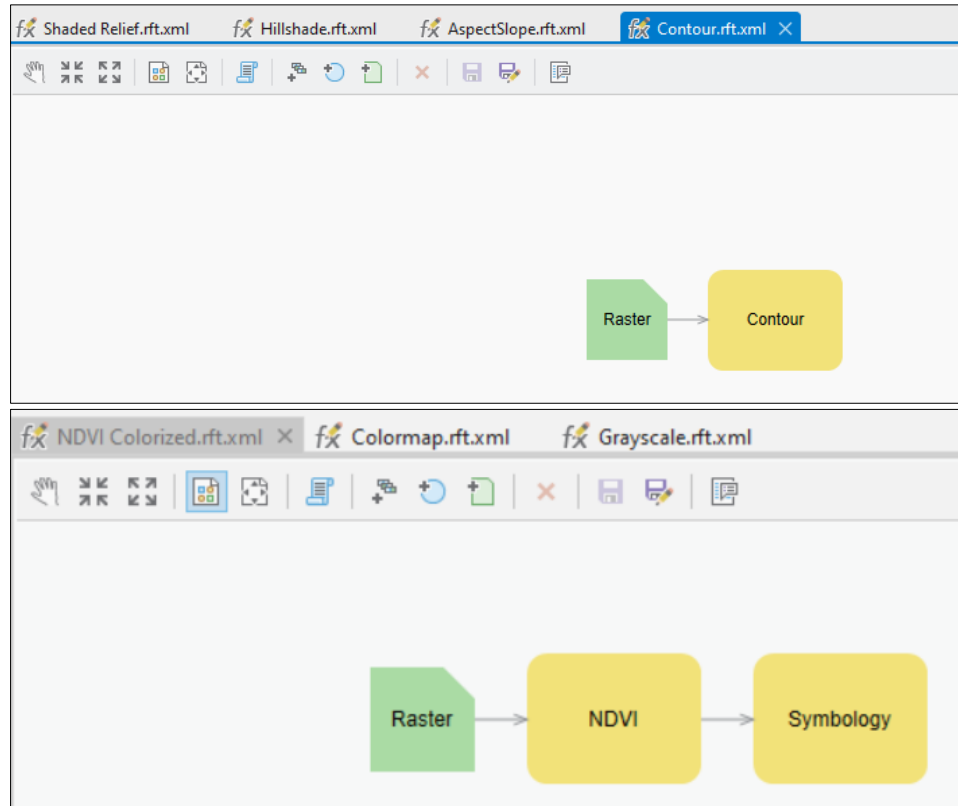 Shaded Relief.rft.xml Hillshade.rft.xml AspectSlope.rft.xml Contour.rft.xml
Raster Contour
NDVI Colorized.rft.xml Colormap.rft.xml Grayscale.rft.xml
Raster NDVI Symbology